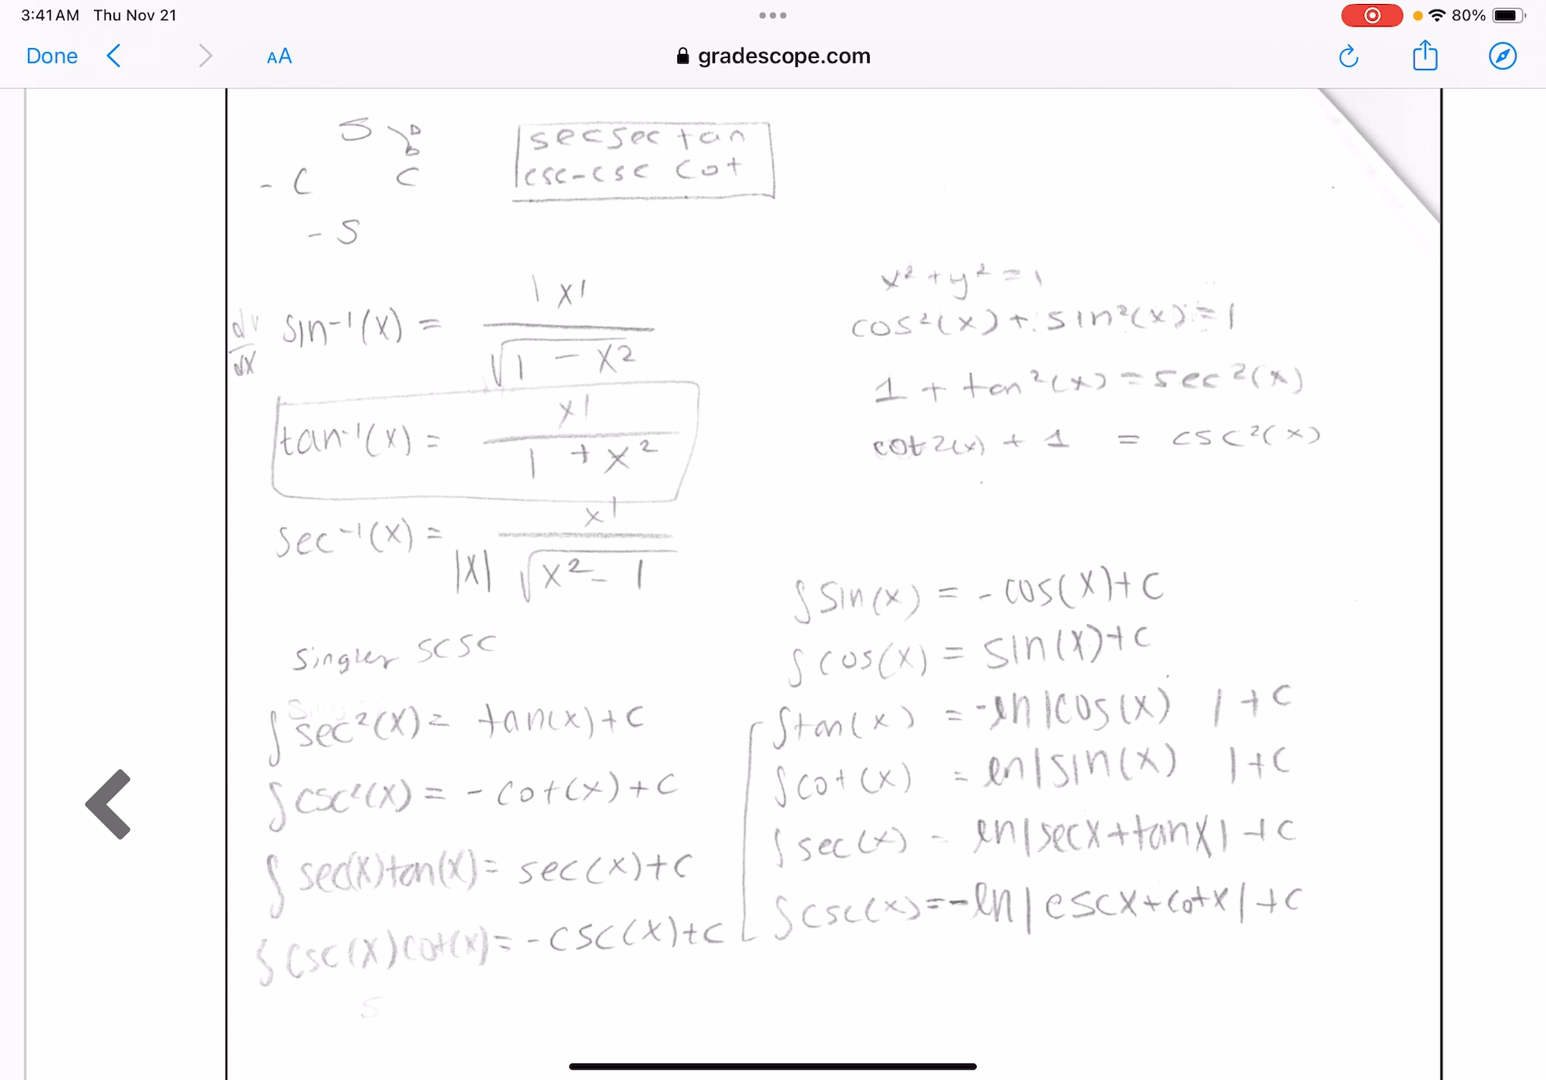 3:41 AM Thu Nov 21
80%
Done
AA
gradescope.com
S
- C C
- S
sec sec tan
csc-csc cot
sin⁻¹(x) = |x'
√1 - x²
tan⁻¹(x) = x'
1 + x²
sec⁻¹(x) = x'
|x| √x² - 1
x² + y² = 1
cos²(x) + sin²(x) = 1
1 + tan²(x) = sec²(x)
cot2(x) + 1 = csc²(x)
SCSC
∫ sec²(x) = tan(x) + C
∫ csc²(x) = - cot(x) + C
∫ sec(x)tan(x) = sec(x) + C
∫ csc(x)cot(x) = -csc(x) + C
S
∫ sin(x) = - cos(x) + C
∫ cos(x) = sin(x) + C
∫ tan(x) = -ln|cos(x) | + C
∫ cot(x) = ln|sin(x) | + C
∫ sec(x) = ln|secx + tanx| + C
∫ csc(x) = -ln|cscx + cotx| + C